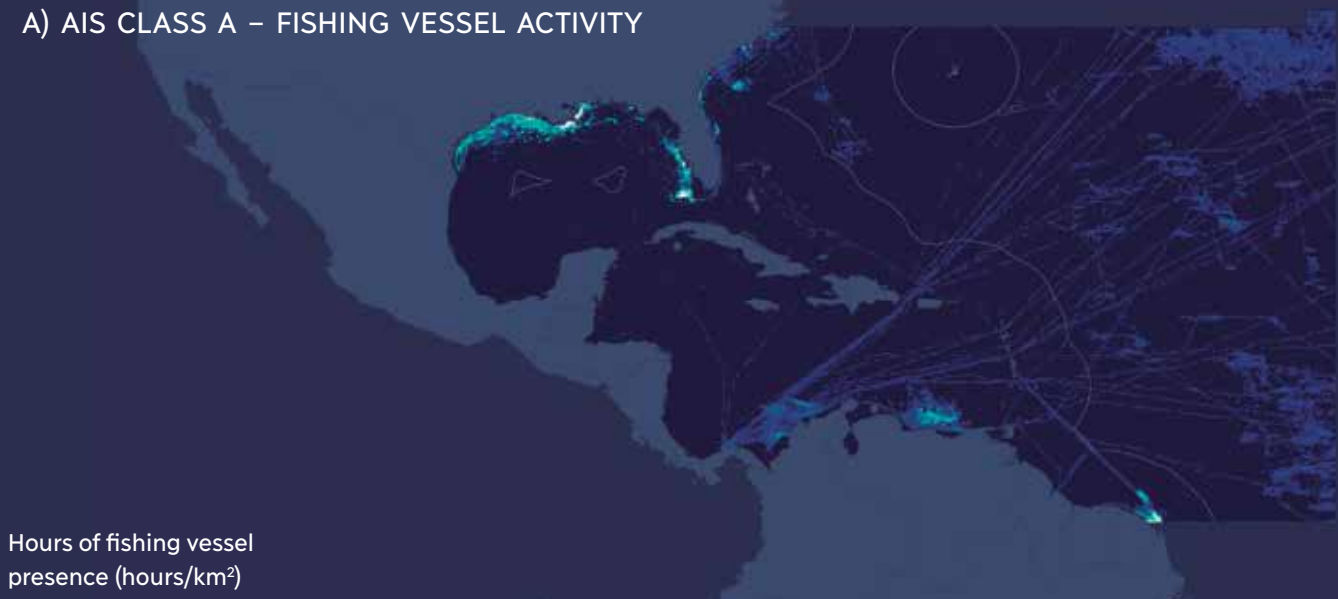 A) AIS CLASS A – FISHING VESSEL ACTIVITY
Hours of fishing vessel
presence (hours/km²)